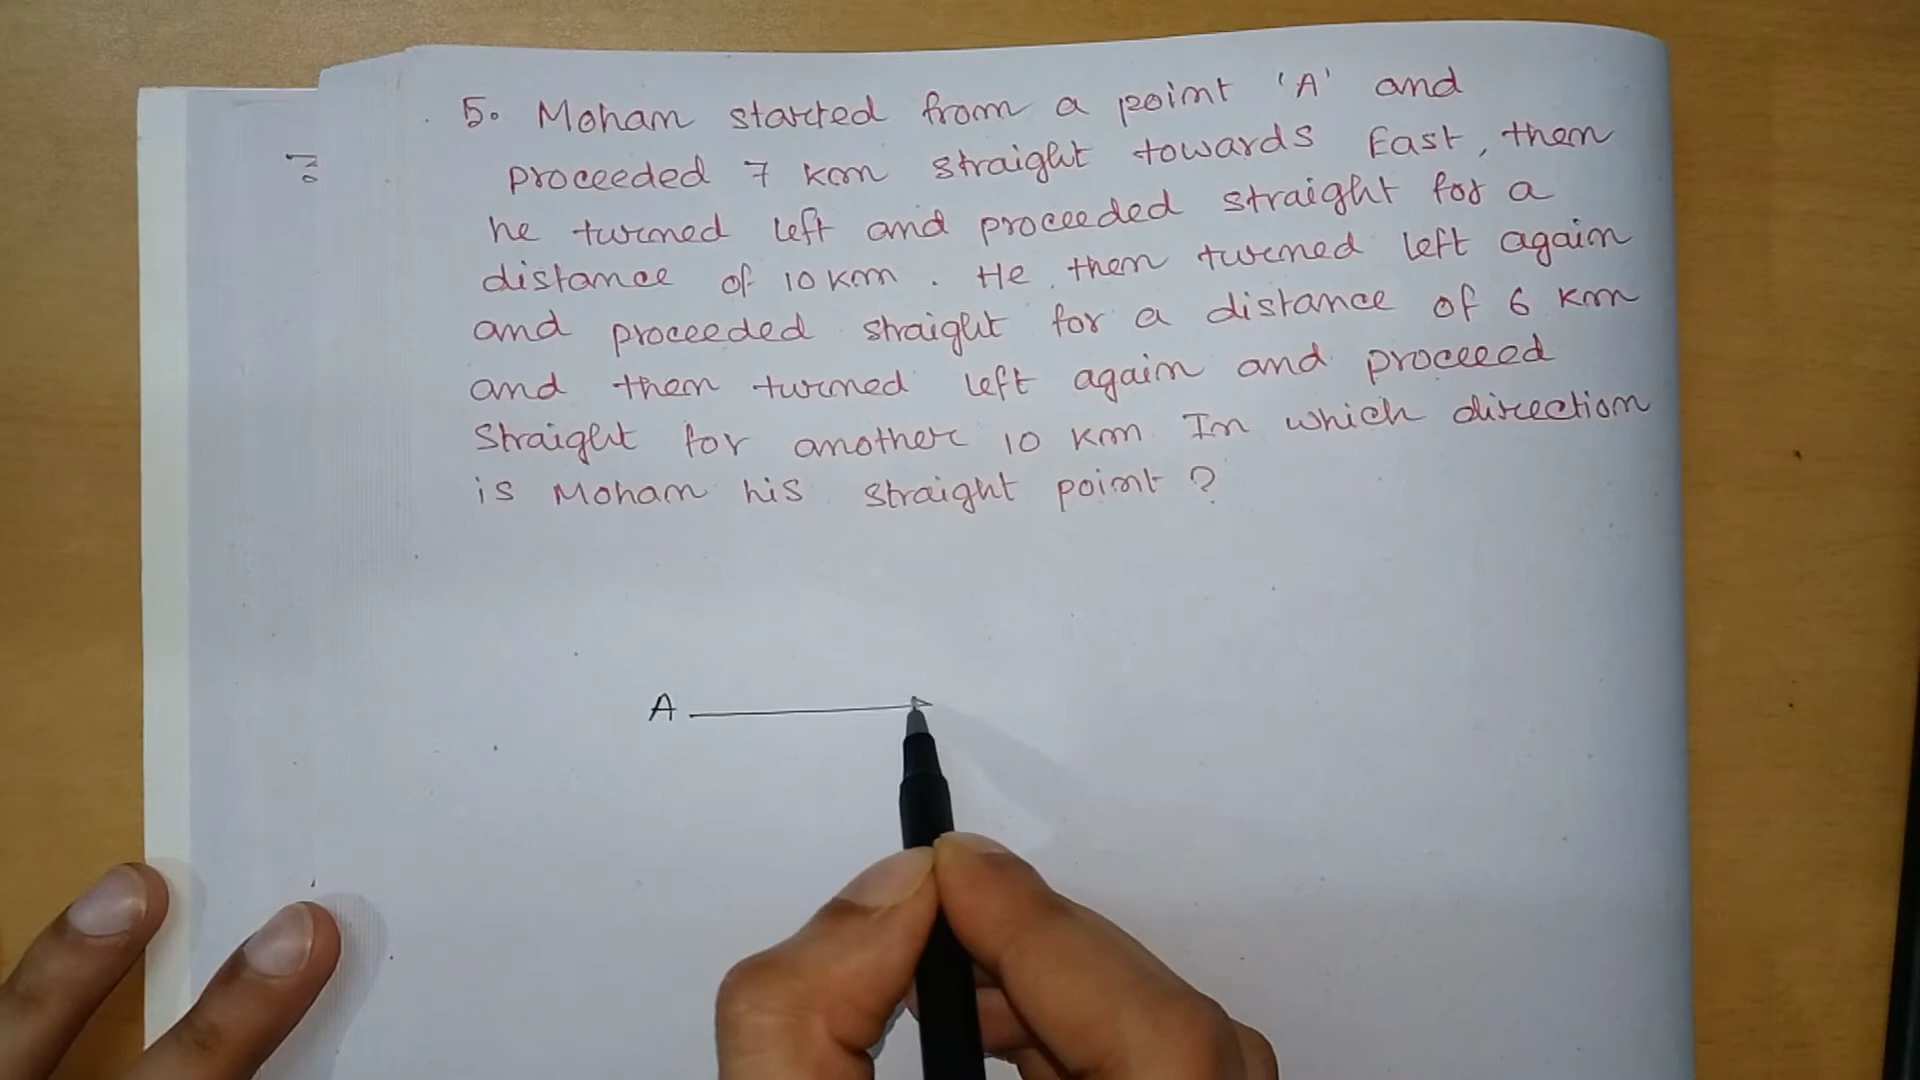 5. Moham started from a point 'A' and
proceeded 7 km straight towards East, then
he turned left and proceeded straight for a
distance of 10 km. He then turned left again
and proceeded straight for a distance of 6 km
and then turned left again and proceed
straight for another 10 km In which direction
is Mohan his straight point ?
A